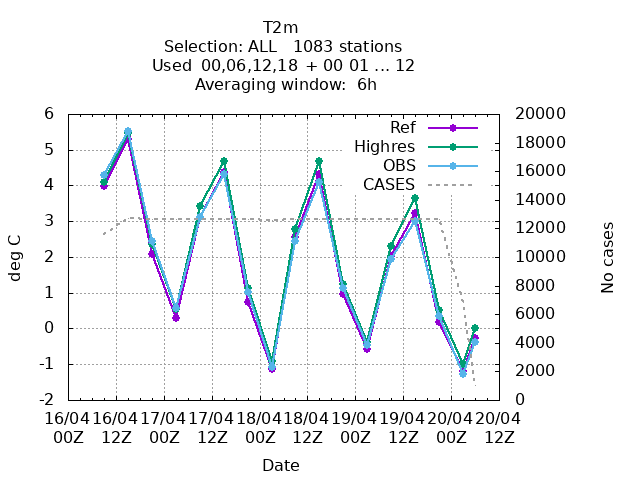 T2m
Selection: ALL   1083 stations
Used  00,06,12,18  + 00 01 ... 12
Averaging window:  6h
6
5
4
3
2
1
0
-1
-2
20000
18000
16000
14000
12000
10000
8000
6000
4000
2000
0
deg C
No cases
Ref
Highres
OBS
CASES
16/04 16/04 17/04 17/04 18/04 18/04 19/04 19/04 20/04 20/04
00Z 12Z 00Z 12Z 00Z 12Z 00Z 12Z 00Z 12Z
Date